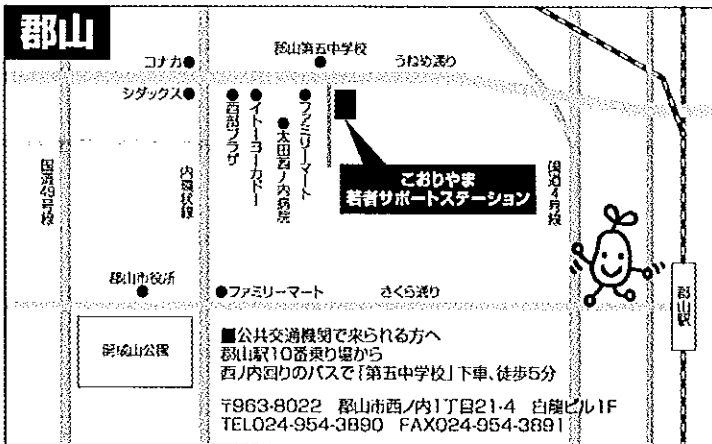 郡山
コナカ
郡山第五中学校
うねめ通り
シダックス
西部プラザ
イトーヨーカドー
太田西ノ内病院
ファミリーマート
こおりやま
若者サポートステーション
国道49号線
内環状線
国道4号線
郡山市役所
ファミリーマート
さくら通り
郡山駅
開成山公園
■公共交通機関で来られる方へ
郡山駅10番乗り場から
西ノ内回りのバスで「第五中学校」下車、徒歩5分
〒963-8022 郡山市西ノ内1丁目21-4 白龍ビル1F
TEL024-954-3890 FAX024-954-3891